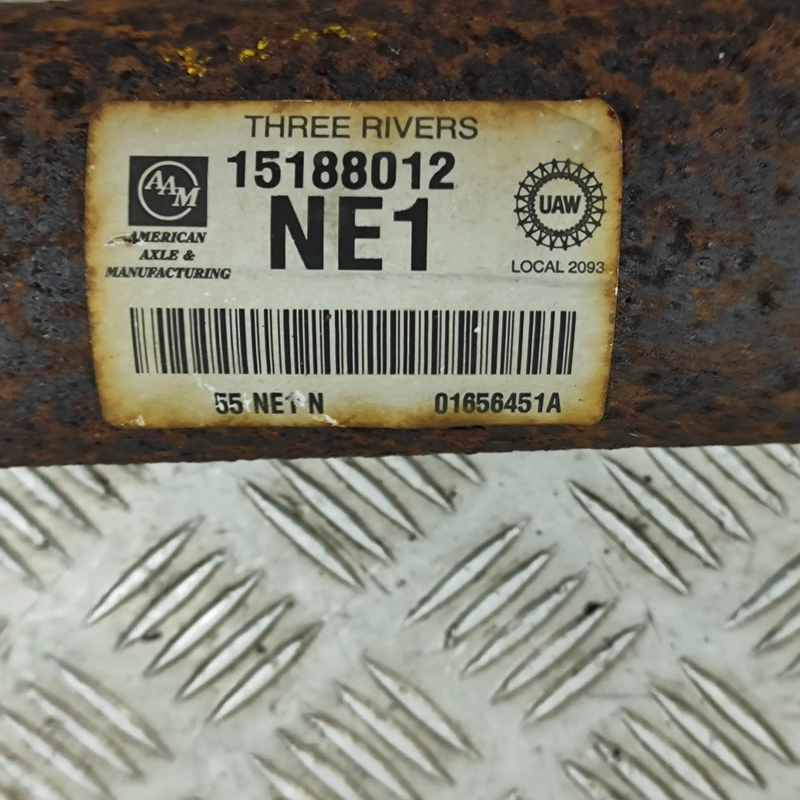 THREE RIVERS
15188012
NE1
AAM
AMERICAN
AXLE &
MANUFACTURING
UAW
LOCAL 2093
55 NE1 N
01656451A